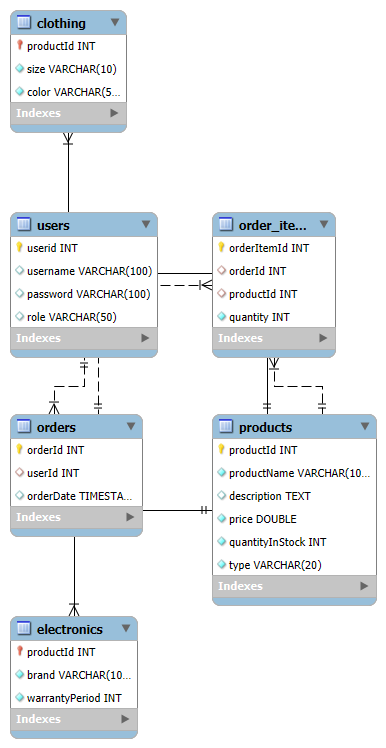 clothing
productId INT
size VARCHAR(10)
color VARCHAR(5...
Indexes
users
userid INT
username VARCHAR(100)
password VARCHAR(100)
role VARCHAR(50)
Indexes
order_ite...
orderItemId INT
orderId INT
productId INT
quantity INT
Indexes
orders
orderId INT
userId INT
orderDate TIMESTA...
Indexes
products
productId INT
productName VARCHAR(10...
description TEXT
price DOUBLE
quantityInStock INT
type VARCHAR(20)
Indexes
electronics
productId INT
brand VARCHAR(10...
warrantyPeriod INT
Indexes